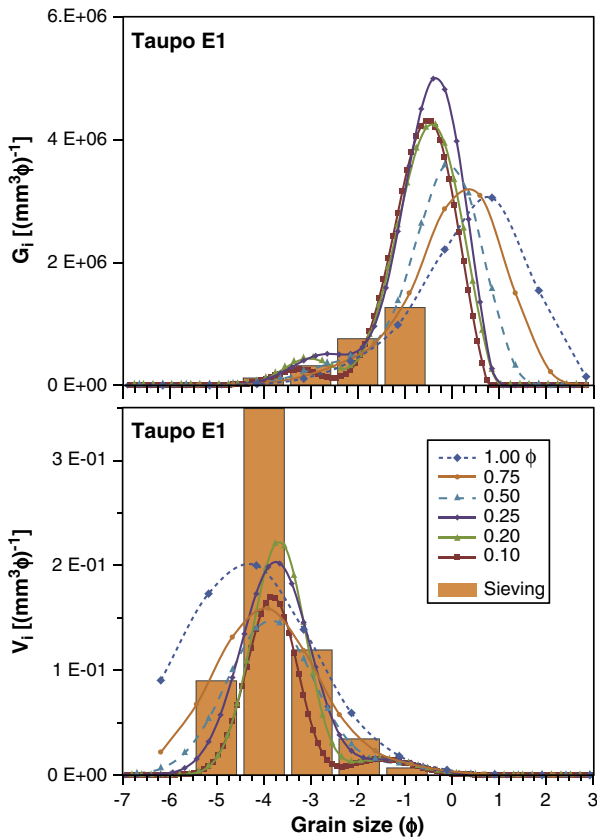 6.E+06
Taupo E1
4 E+06
2 E+06
0 E+00
G_i [(mm³φ)⁻¹]
Taupo E1
3 E-01
2 E-01
1 E-01
0 E+00
V_i [(mm³φ)⁻¹]
1.00 φ
0.75
0.50
0.25
0.20
0.10
Sieving
-7 -6 -5 -4 -3 -2 -1 0 1 2 3
Grain size (φ)